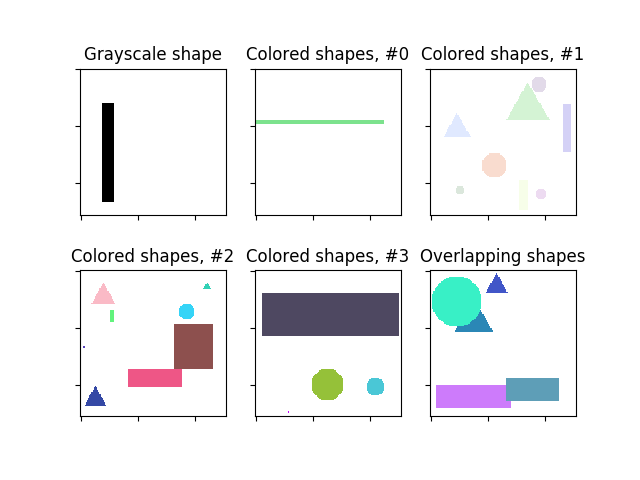 Grayscale shape
Colored shapes, #0
Colored shapes, #1
Colored shapes, #2
Colored shapes, #3
Overlapping shapes